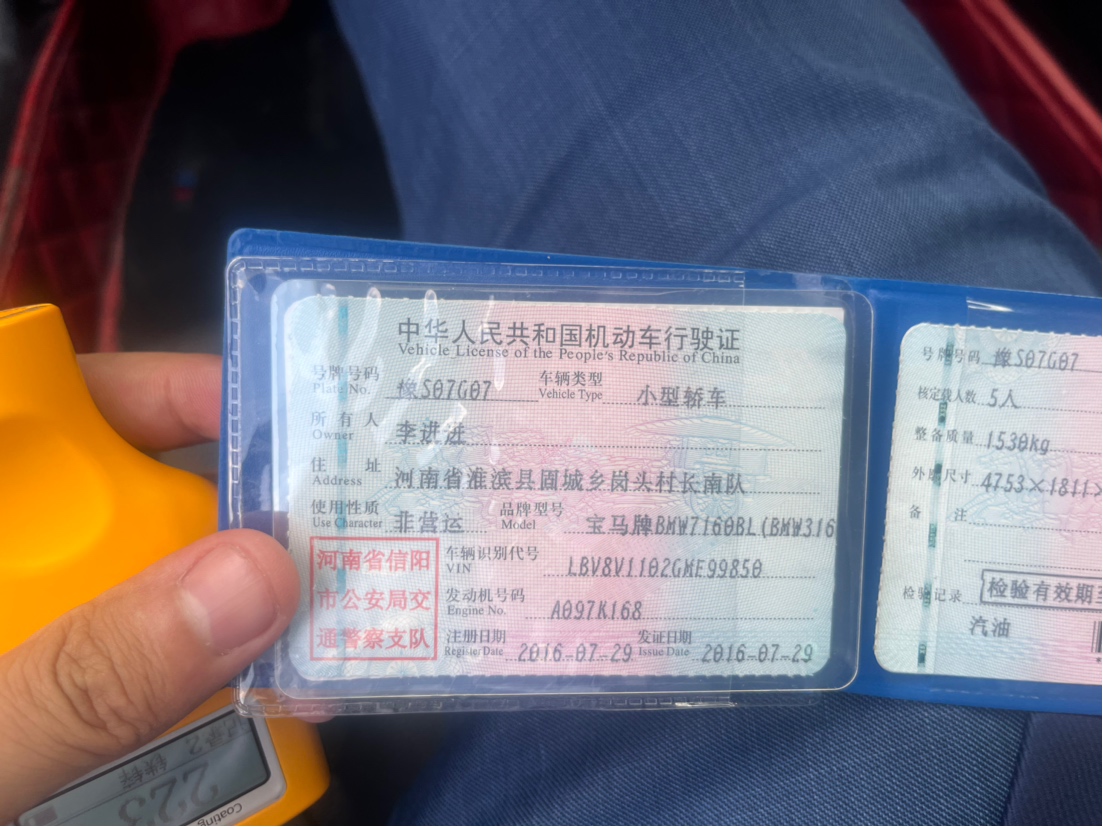 中华人民共和国机动车行驶证
Vehicle License of the People's Republic of China
号牌号码 豫S07G07 车辆类型 小型轿车
Plate No. Vehicle Type
所有人 李进进
Owner
住址 河南省淮滨县固城乡岗头村长南队
Address
使用性质 非营运 品牌型号 宝马牌BMW7160BL(BMW316
Use Character Model
河南省信阳
市公安局交
通警察支队
车辆识别代号 LBV8V1102GME99850
VIN
发动机号码 A097K168
Engine No.
注册日期 2016-07-29 发证日期 2016-07-29
Register Date Issue Date
号牌号码 豫S07G07
核定载人数 5人
整备质量 1530kg
外廓尺寸 4753×1811×
备注
检验记录 检验有效期至
汽油
Coating